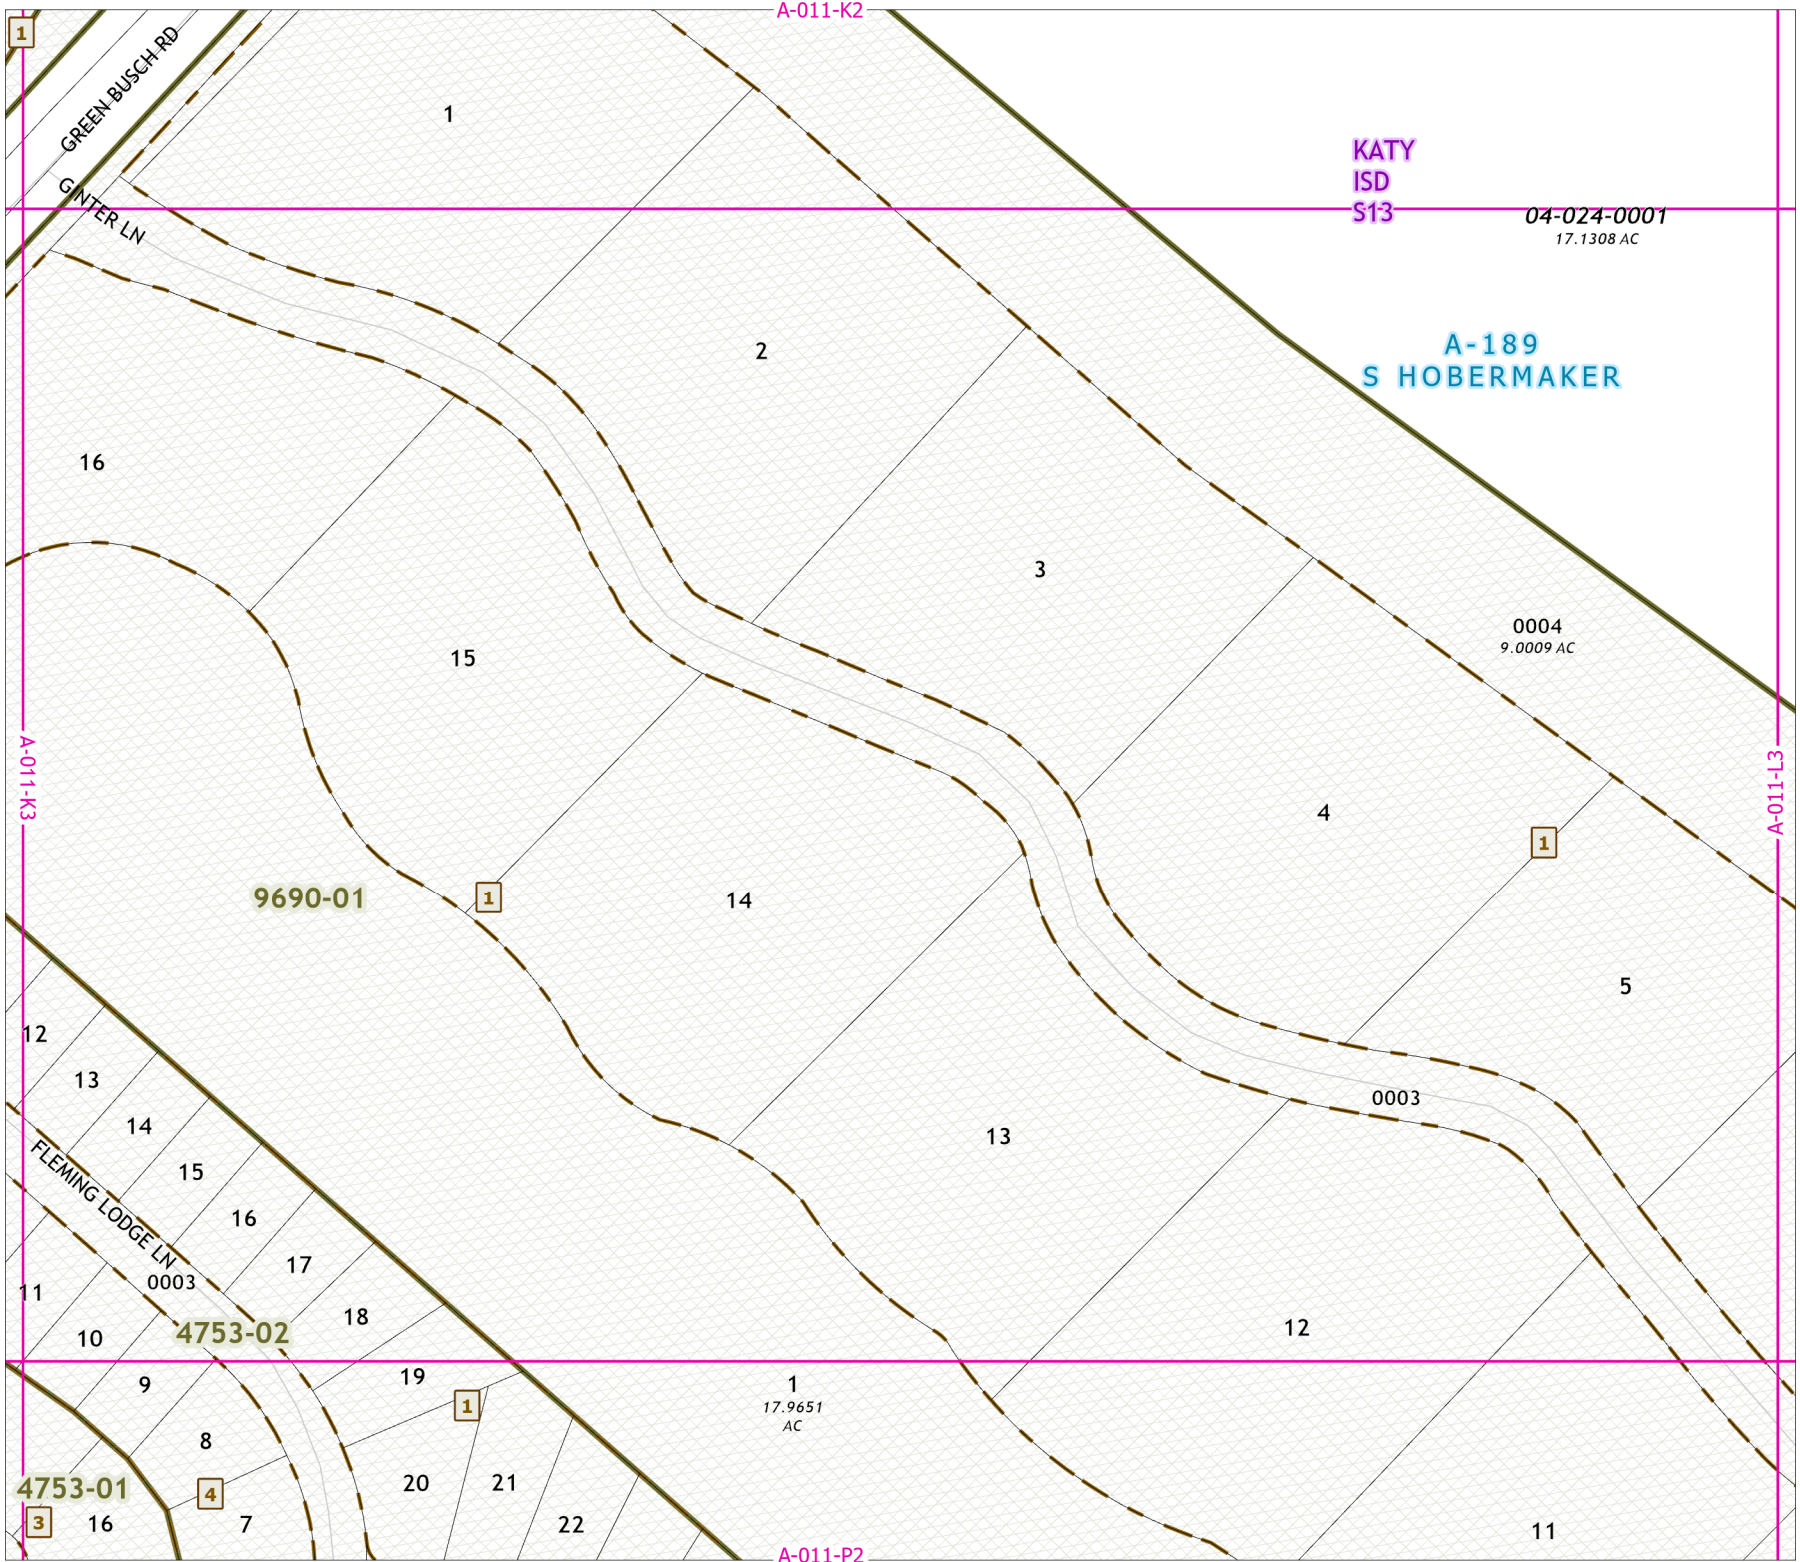 A-011-K2
1
GREEN BUSCH RD
1
KATY
ISD
S13
GINTER LN
04-024-0001
17.1308 AC
2
A-189
S HOBERMAKER
16
3
0004
9.0009 AC
15
A-011-K3
A-011-L3
4
1
9690-01
1
14
5
12
13
0003
14
13
15
FLEMING LODGE LN
16
17
0003
11
18
12
4753-02
10
19
9
1
17.9651
AC
1
8
20
21
4753-01
4
3
16
7
22
11
A-011-P2